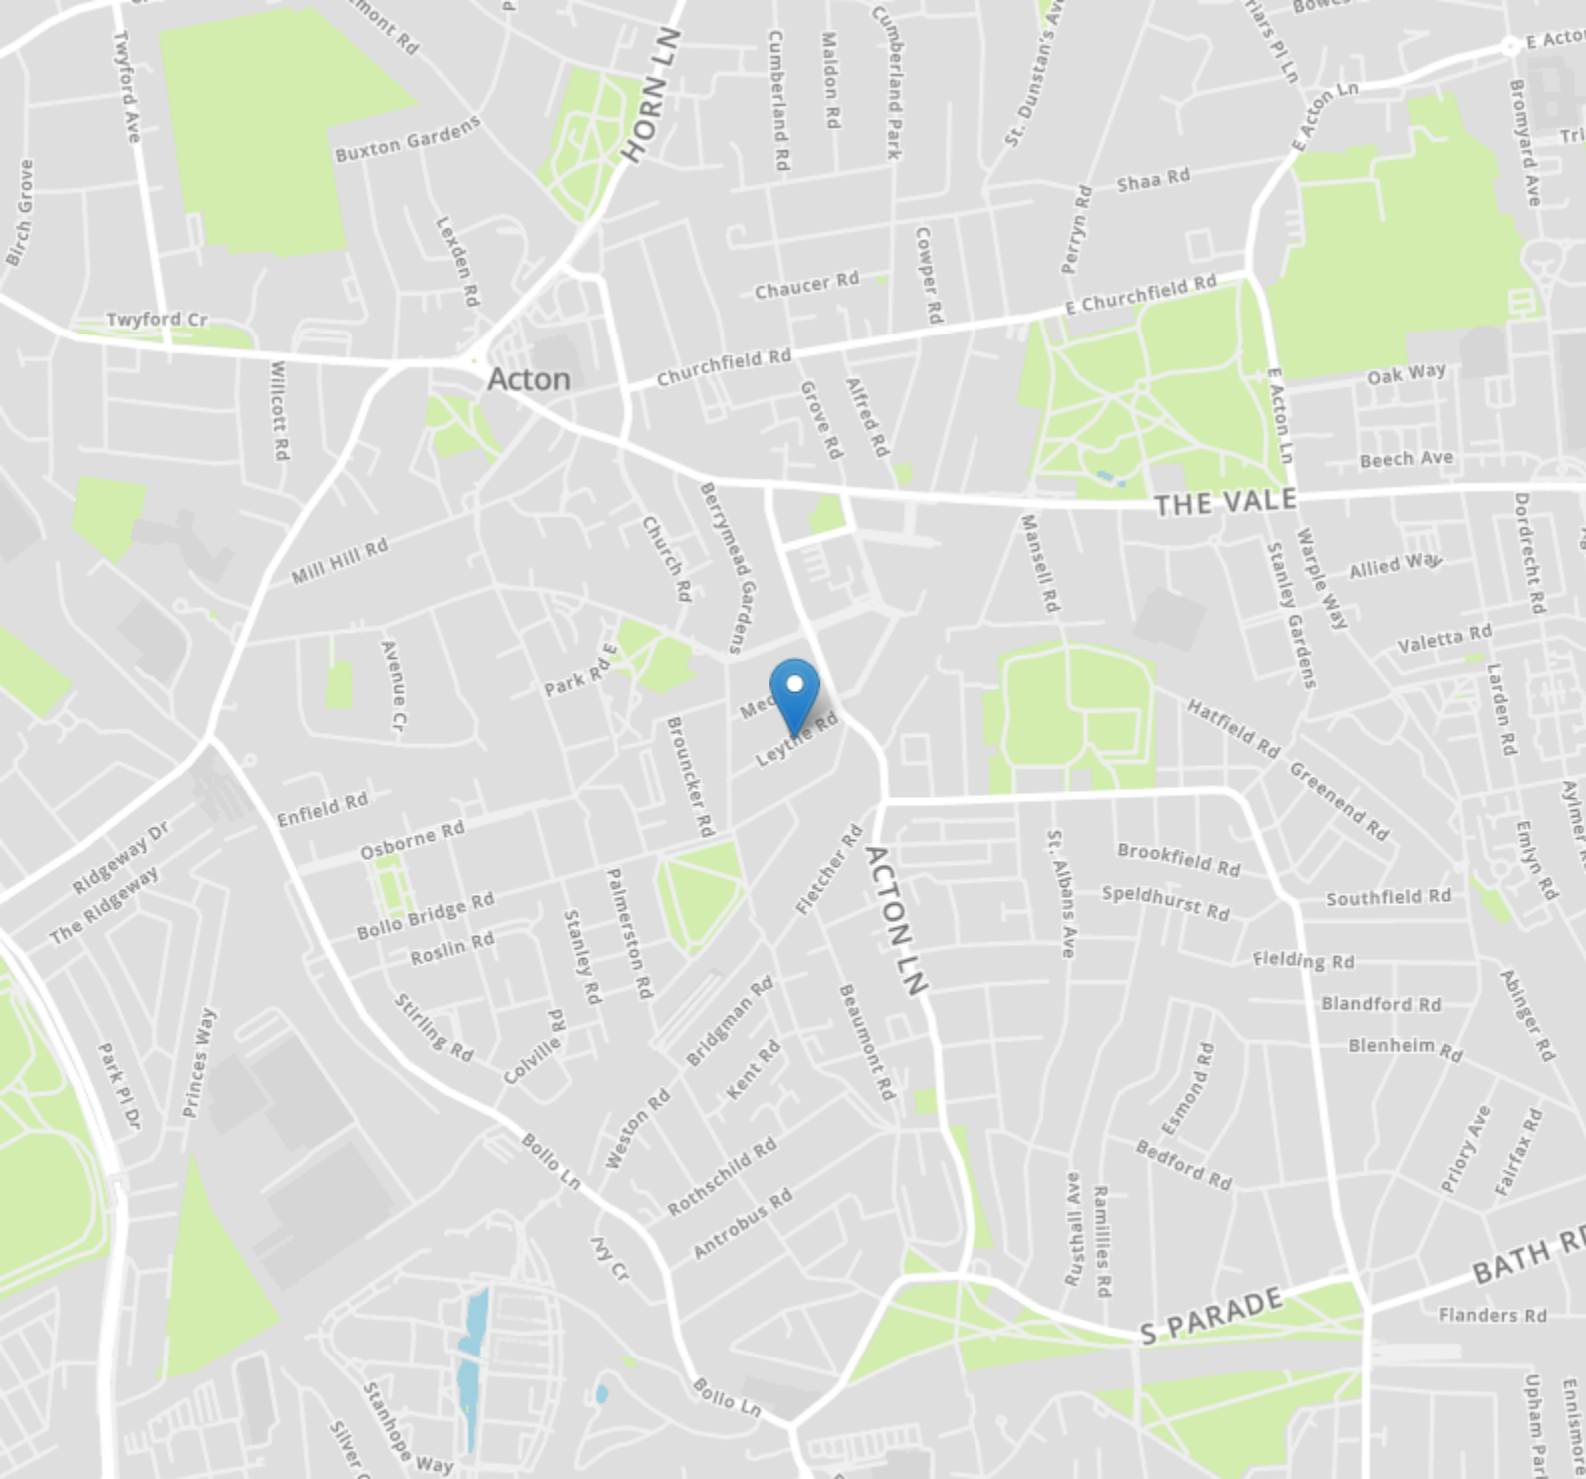 Twyford Ave
HORN LN
Cumberland Rd
Maldon Rd
Cumberland Park
St. Dunstan's Ave
E Acton Ln
Bromyard Ave
Buxton Gardens
Birch Grove
Shaa Rd
Perryn Rd
Lexden Rd
Cowper Rd
Chaucer Rd
E Churchfield Rd
Twyford Cr
Churchfield Rd
Acton
Willcott Rd
Grove Rd
Alfred Rd
Oak Way
E Acton Ln
Beech Ave
THE VALE
Berrymead Gardens
Church Rd
Mill Hill Rd
Mansell Rd
Stanley Gardens
Warple Way
Allied Way
Dordrecht Rd
Valetta Rd
Avenue Cr
Park Rd E
Leythe Rd
Brouncker Rd
Hatfield Rd
Larden Rd
Greenend Rd
Enfield Rd
Osborne Rd
Ridgeway Dr
The Ridgeway
Fletcher Rd
ACTON LN
St. Albans Ave
Brookfield Rd
Speldhurst Rd
Southfield Rd
Emlyn Rd
Aylmer R
Bollo Bridge Rd
Roslin Rd
Palmerston Rd
Stanley Rd
Fielding Rd
Blandford Rd
Blenheim Rd
Abinger Rd
Stirling Rd
Colville Rd
Bridgman Rd
Kent Rd
Beaumont Rd
Princes Way
Park Pl Dr
Weston Rd
Esmond Rd
Bedford Rd
Priory Ave
Fairfax Rd
Bollo Ln
Rothschild Rd
Antrobus Rd
Rusthall Ave
Ramillies Rd
Ivy Cr
BATH RD
S PARADE
Flanders Rd
Bollo Ln
Stanhope Way
Silver
Upham Park
Ennismore